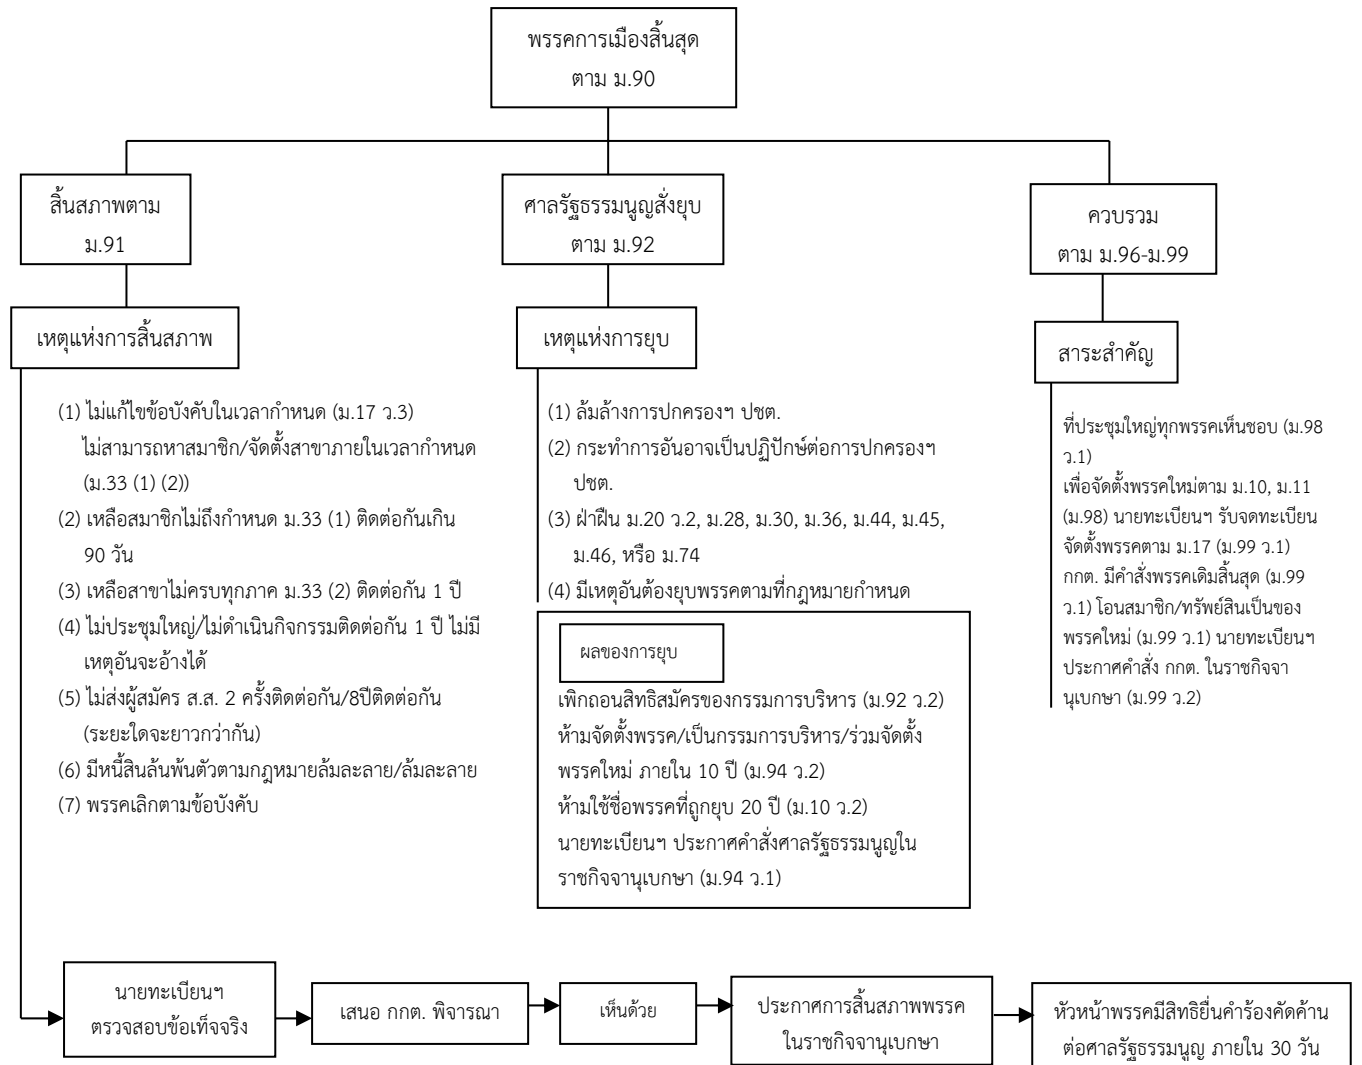 พรรคการเมืองสิ้นสุด
ตาม ม.90
สิ้นสภาพตาม
ม.91
ศาลรัฐธรรมนูญสั่งยุบ
ตาม ม.92
ควบรวม
ตาม ม.96-ม.99
เหตุแห่งการสิ้นสภาพ
เหตุแห่งการยุบ
สาระสำคัญ
(1) ไม่แก้ไขข้อบังคับในเวลากำหนด (ม.17 ว.3)
ไม่สามารถหาสมาชิก/จัดตั้งสาขาภายในเวลากำหนด
(ม.33 (1) (2))
(2) เหลือสมาชิกไม่ถึงกำหนด ม.33 (1) ติดต่อกันเกิน
90 วัน
(3) เหลือสาขาไม่ครบทุกภาค ม.33 (2) ติดต่อกัน 1 ปี
(4) ไม่ประชุมใหญ่/ไม่ดำเนินกิจกรรมติดต่อกัน 1 ปี ไม่มี
เหตุอันจะอ้างได้
(5) ไม่ส่งผู้สมัคร ส.ส. 2 ครั้งติดต่อกัน/8ปีติดต่อกัน
(ระยะใดจะยาวกว่ากัน)
(6) มีหนี้สินล้นพ้นตัวตามกฎหมายล้มละลาย/ล้มละลาย
(7) พรรคเลิกตามข้อบังคับ
(1) ล้มล้างการปกครองฯ ปชต.
(2) กระทำการอันอาจเป็นปฏิปักษ์ต่อการปกครองฯ
ปชต.
(3) ฝ่าฝืน ม.20 ว.2, ม.28, ม.30, ม.36, ม.44, ม.45,
ม.46, หรือ ม.74
(4) มีเหตุอันต้องยุบพรรคตามที่กฎหมายกำหนด
ผลของการยุบ
เพิกถอนสิทธิสมัครของกรรมการบริหาร (ม.92 ว.2)
ห้ามจัดตั้งพรรค/เป็นกรรมการบริหาร/ร่วมจัดตั้ง
พรรคใหม่ ภายใน 10 ปี (ม.94 ว.2)
ห้ามใช้ชื่อพรรคที่ถูกยุบ 20 ปี (ม.10 ว.2)
นายทะเบียนฯ ประกาศคำสั่งศาลรัฐธรรมนูญใน
ราชกิจจานุเบกษา (ม.94 ว.1)
ที่ประชุมใหญ่ทุกพรรคเห็นชอบ (ม.98
ว.1)
เพื่อจัดตั้งพรรคใหม่ตาม ม.10, ม.11
(ม.98) นายทะเบียนฯ รับจดทะเบียน
จัดตั้งพรรคตาม ม.17 (ม.99 ว.1)
กกต. มีคำสั่งพรรคเดิมสิ้นสุด (ม.99
ว.1) โอนสมาชิก/ทรัพย์สินเป็นของ
พรรคใหม่ (ม.99 ว.1) นายทะเบียนฯ
ประกาศคำสั่ง กกต. ในราชกิจจา
นุเบกษา (ม.99 ว.2)
นายทะเบียนฯ
ตรวจสอบข้อเท็จจริง
เสนอ กกต. พิจารณา
เห็นด้วย
ประกาศการสิ้นสภาพพรรค
ในราชกิจจานุเบกษา
หัวหน้าพรรคมีสิทธิยื่นคำร้องคัดค้าน
ต่อศาลรัฐธรรมนูญ ภายใน 30 วัน